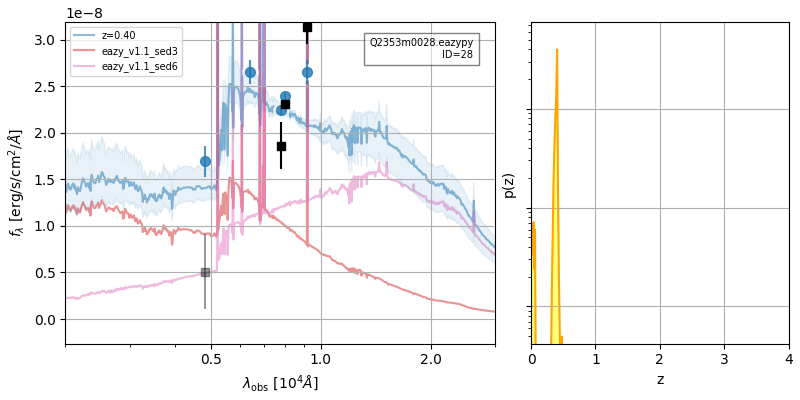 1e−8
z=0.40
eazy_v1.1_sed3
eazy_v1.1_sed6
Q2353m0028.eazypy
ID=28
3.0
2.5
2.0
1.5
1.0
0.5
0.0
fλ [erg/s/cm²/Å]
0.5
1.0
2.0
λobs [10⁴Å]
p(z)
0
1
2
3
4
z